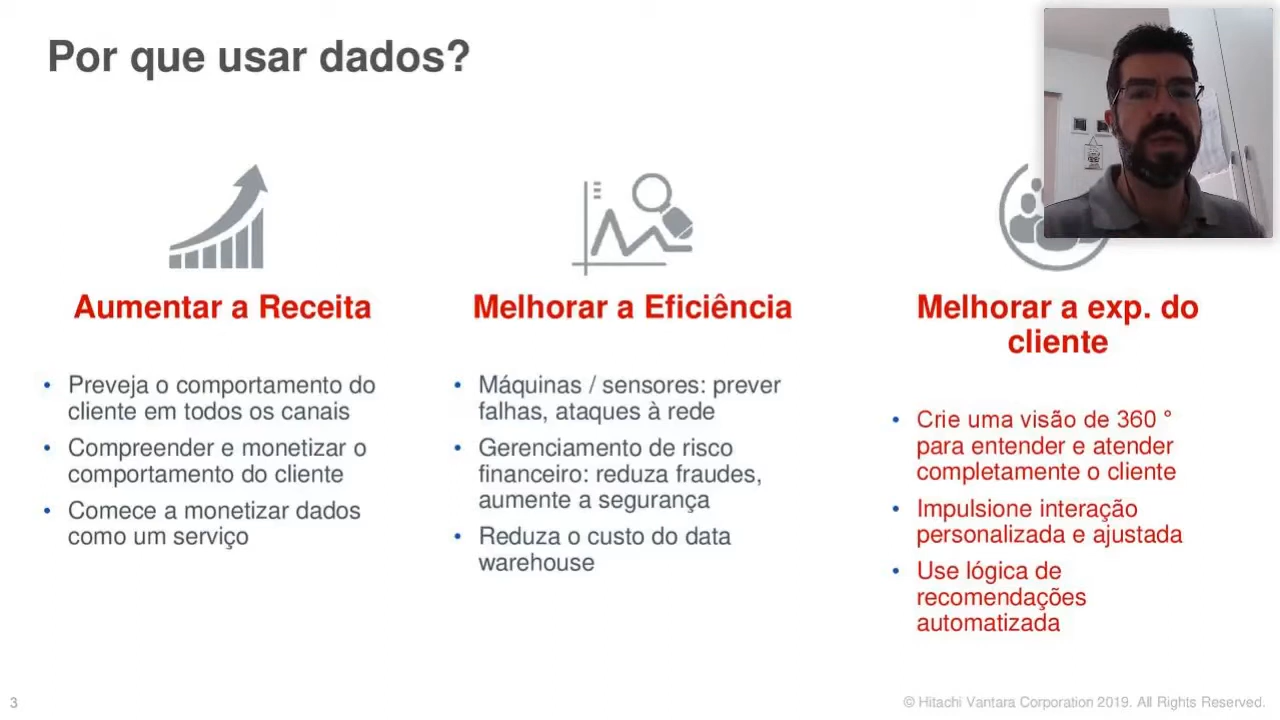 Por que usar dados?
Aumentar a Receita
• Preveja o comportamento do
cliente em todos os canais
• Compreender e monetizar o
comportamento do cliente
• Comece a monetizar dados
como um serviço
Melhorar a Eficiência
• Máquinas / sensores: prever
falhas, ataques à rede
• Gerenciamento de risco
financeiro: reduza fraudes,
aumente a segurança
• Reduza o custo do data
warehouse
Melhorar a exp. do
cliente
• Crie uma visão de 360 °
para entender e atender
completamente o cliente
• Impulsione interação
personalizada e ajustada
• Use lógica de
recomendações
automatizada
3
© Hitachi Vantara Corporation 2019. All Rights Reserved.